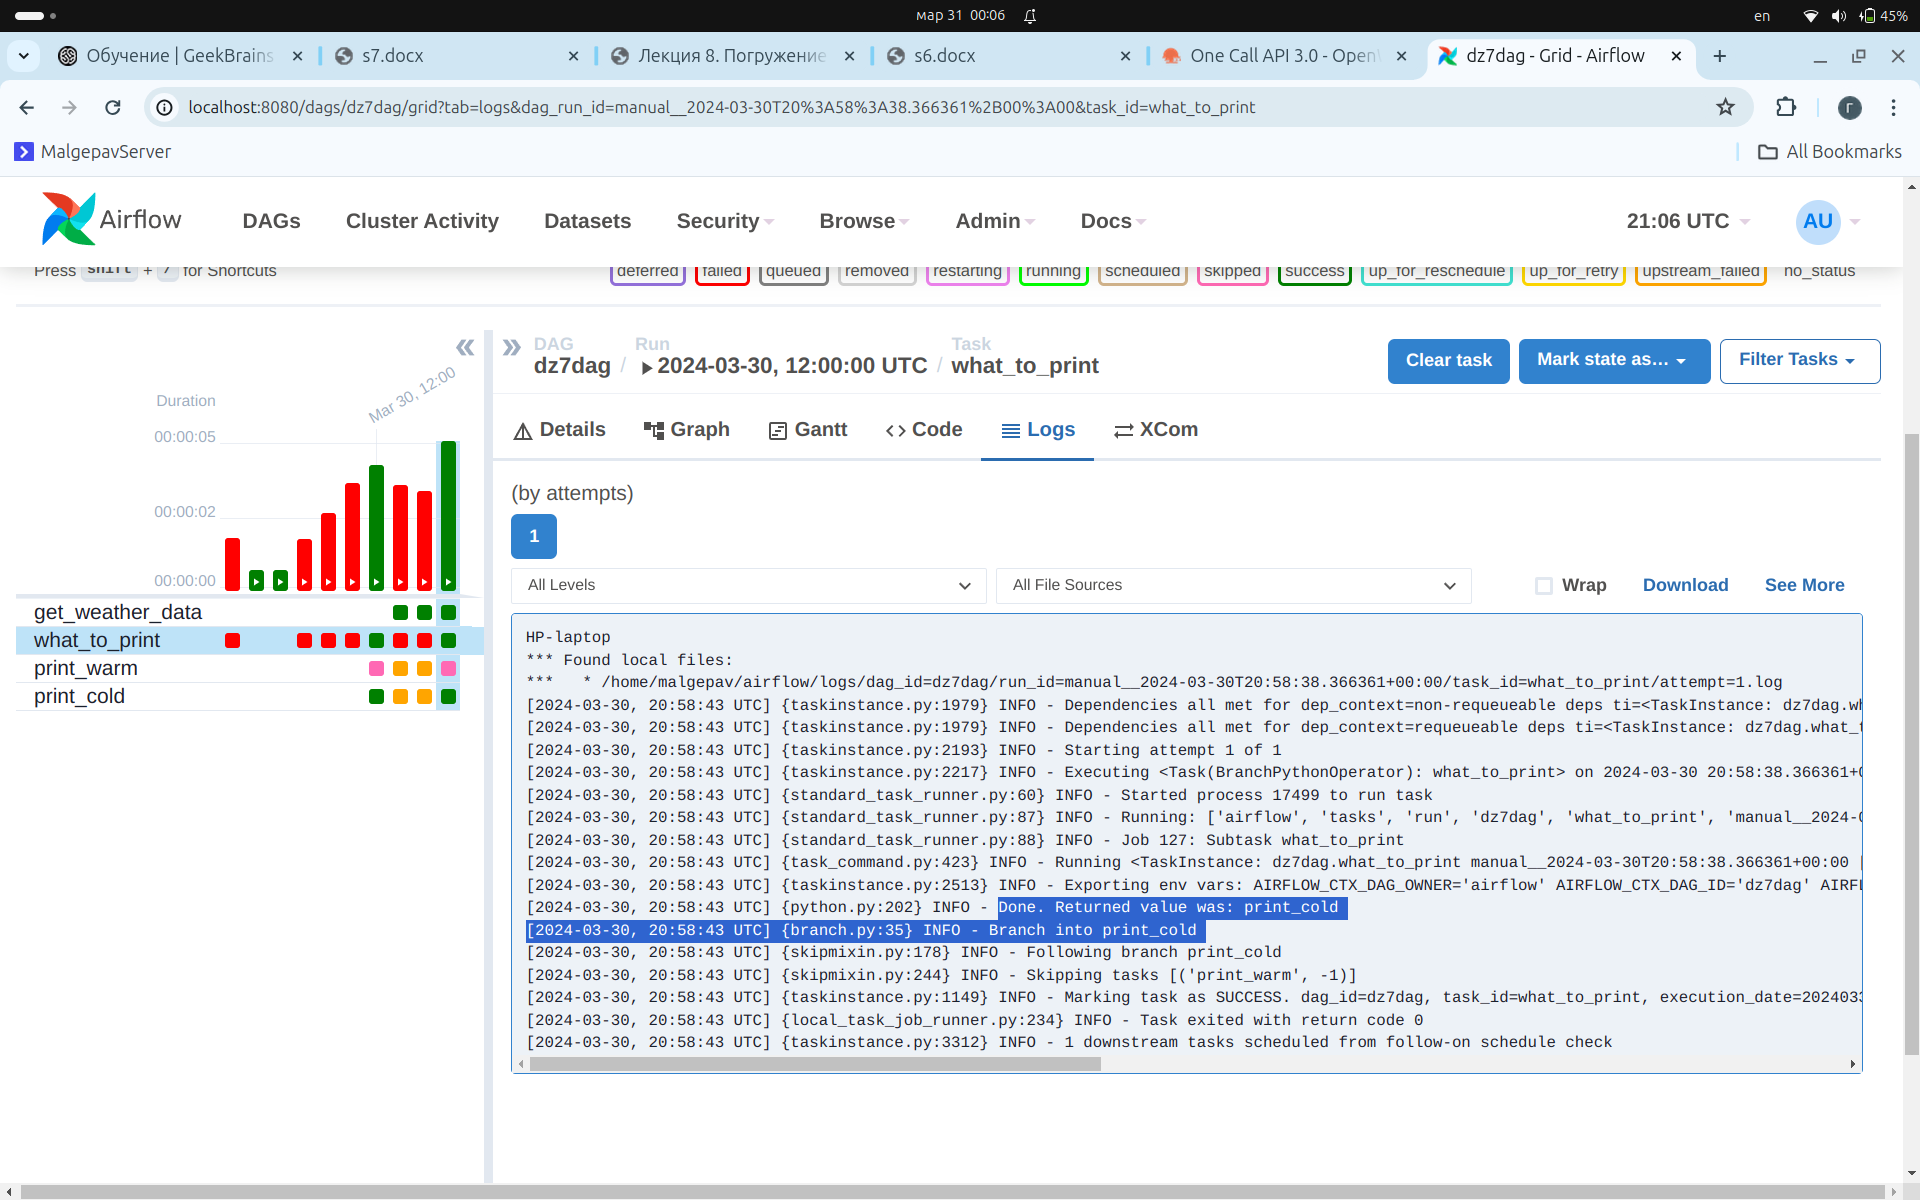 мар 31 00:06
en
45%
Обучение | GeekBrains
s7.docx
Лекция 8. Погружение
s6.docx
One Call API 3.0 - Open
dz7dag - Grid - Airflow
localhost:8080/dags/dz7dag/grid?tab=logs&dag_run_id=manual__2024-03-30T20%3A58%3A38.366361%2B00%3A00&task_id=what_to_print
г
MalgepavServer
All Bookmarks
Airflow
DAGs
Cluster Activity
Datasets
Security
Browse
Admin
Docs
21:06 UTC
AU
Press shift + / for Shortcuts
deferred
failed
queued
removed
restarting
running
scheduled
skipped
success
up_for_reschedule
up_for_retry
upstream_failed
no_status
DAG
dz7dag
/
Run
2024-03-30, 12:00:00 UTC
/
Task
what_to_print
Clear task
Mark state as...
Filter Tasks
Mar 30, 12:00
Duration
00:00:05
00:00:02
00:00:00
get_weather_data
what_to_print
print_warm
print_cold
Details
Graph
Gantt
Code
Logs
XCom
(by attempts)
1
All Levels
All File Sources
Wrap
Download
See More
HP-laptop
*** Found local files:
***   * /home/malgepav/airflow/logs/dag_id=dz7dag/run_id=manual__2024-03-30T20:58:38.366361+00:00/task_id=what_to_print/attempt=1.log
[2024-03-30, 20:58:43 UTC] {taskinstance.py:1979} INFO - Dependencies all met for dep_context=non-requeueable deps ti=<TaskInstance: dz7dag.wh
[2024-03-30, 20:58:43 UTC] {taskinstance.py:1979} INFO - Dependencies all met for dep_context=requeueable deps ti=<TaskInstance: dz7dag.what_t
[2024-03-30, 20:58:43 UTC] {taskinstance.py:2193} INFO - Starting attempt 1 of 1
[2024-03-30, 20:58:43 UTC] {taskinstance.py:2217} INFO - Executing <Task(BranchPythonOperator): what_to_print> on 2024-03-30 20:58:38.366361+0
[2024-03-30, 20:58:43 UTC] {standard_task_runner.py:60} INFO - Started process 17499 to run task
[2024-03-30, 20:58:43 UTC] {standard_task_runner.py:87} INFO - Running: ['airflow', 'tasks', 'run', 'dz7dag', 'what_to_print', 'manual__2024-0
[2024-03-30, 20:58:43 UTC] {standard_task_runner.py:88} INFO - Job 127: Subtask what_to_print
[2024-03-30, 20:58:43 UTC] {task_command.py:423} INFO - Running <TaskInstance: dz7dag.what_to_print manual__2024-03-30T20:58:38.366361+00:00 [
[2024-03-30, 20:58:43 UTC] {taskinstance.py:2513} INFO - Exporting env vars: AIRFLOW_CTX_DAG_OWNER='airflow' AIRFLOW_CTX_DAG_ID='dz7dag' AIRFL
[2024-03-30, 20:58:43 UTC] {python.py:202} INFO - Done. Returned value was: print_cold
[2024-03-30, 20:58:43 UTC] {branch.py:35} INFO - Branch into print_cold
[2024-03-30, 20:58:43 UTC] {skipmixin.py:178} INFO - Following branch print_cold
[2024-03-30, 20:58:43 UTC] {skipmixin.py:244} INFO - Skipping tasks [('print_warm', -1)]
[2024-03-30, 20:58:43 UTC] {taskinstance.py:1149} INFO - Marking task as SUCCESS. dag_id=dz7dag, task_id=what_to_print, execution_date=2024033
[2024-03-30, 20:58:43 UTC] {local_task_job_runner.py:234} INFO - Task exited with return code 0
[2024-03-30, 20:58:43 UTC] {taskinstance.py:3312} INFO - 1 downstream tasks scheduled from follow-on schedule check